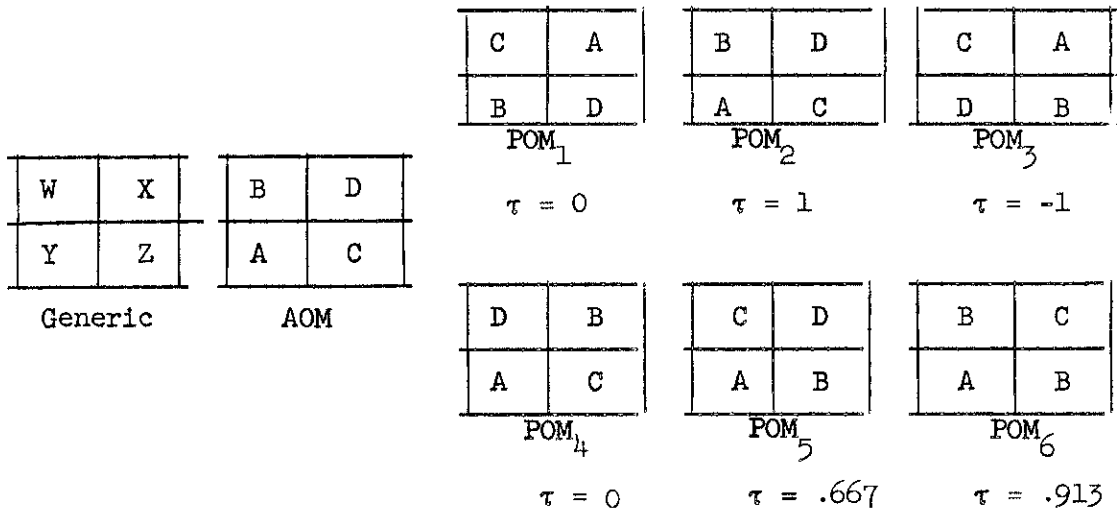 C A
B D
POM1
τ = 0
B D
A C
POM2
τ = 1
C A
D B
POM3
τ = -1
W X
Y Z
Generic
B D
A C
AOM
D B
A C
POM4
τ = 0
C D
A B
POM5
τ = .667
B C
A B
POM6
τ = .913